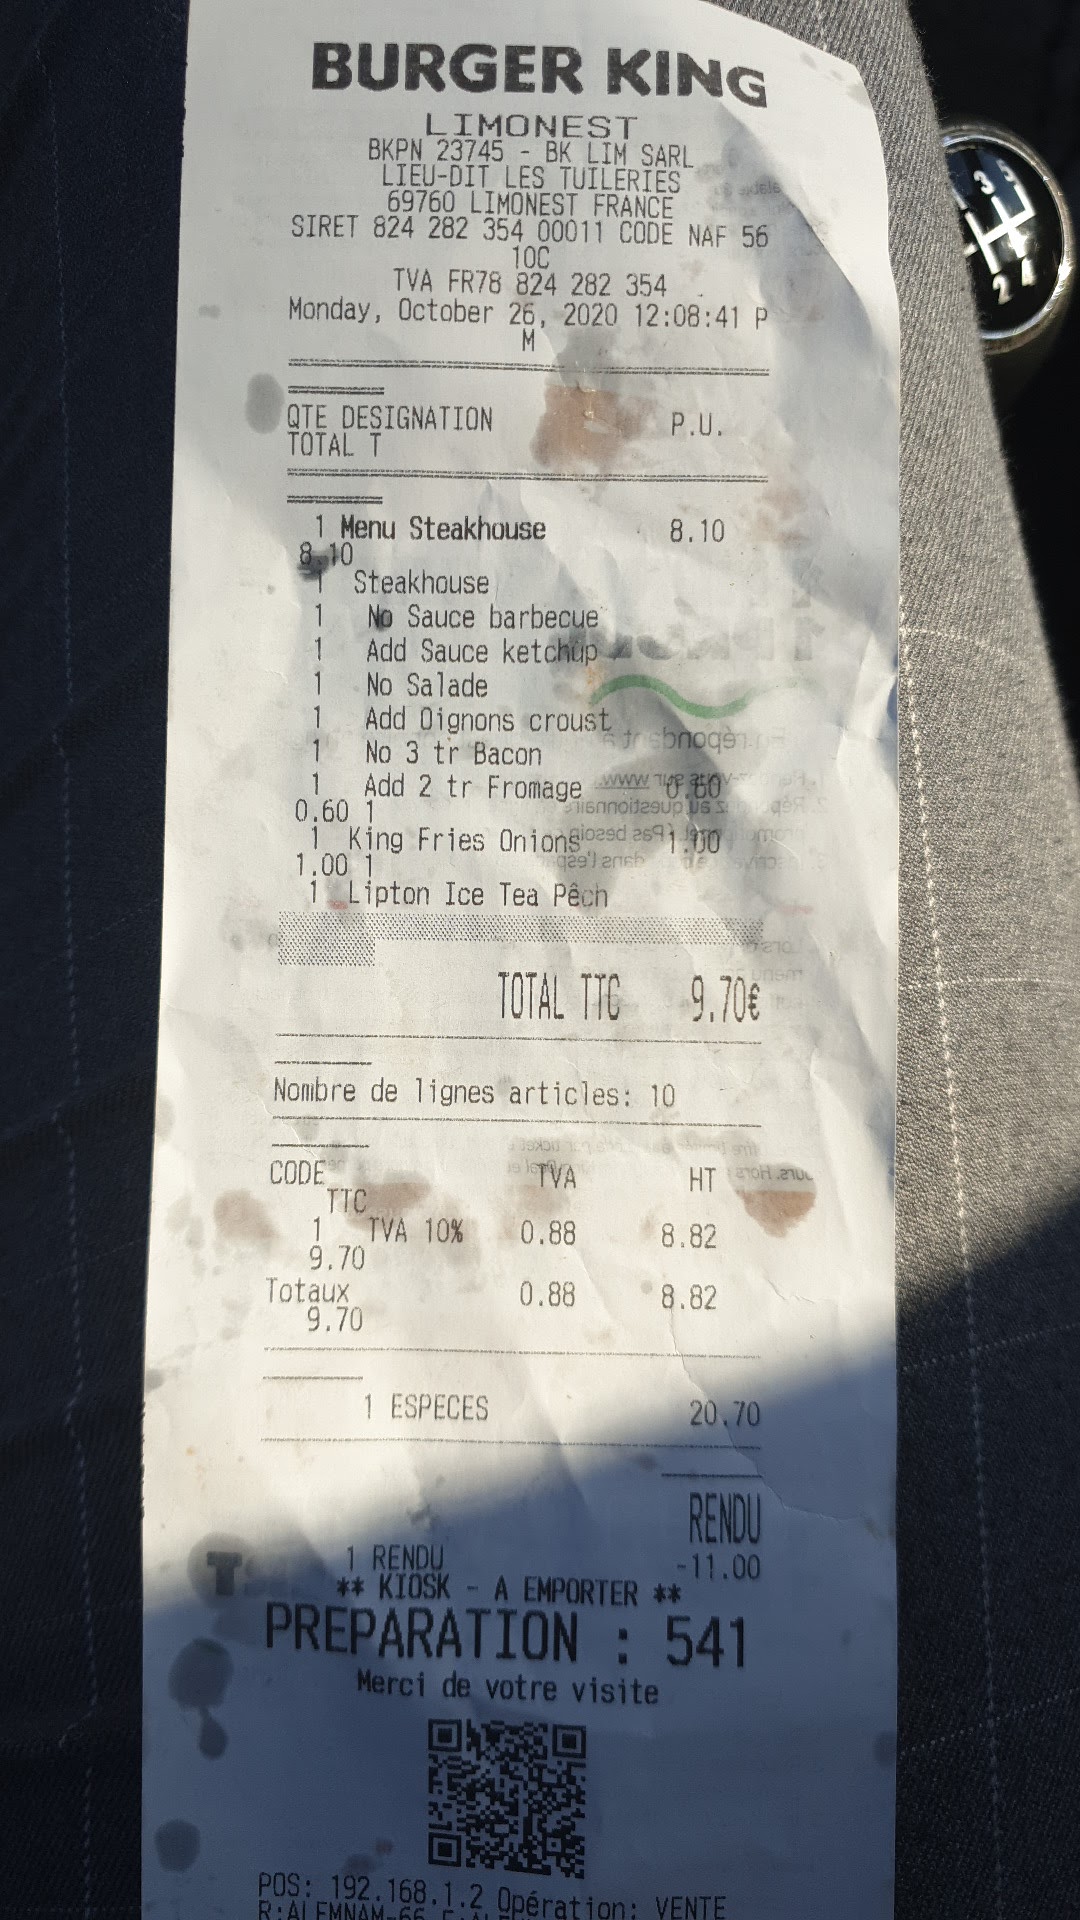 BURGER KING
LIMONEST
BKPN 23745 - BK LIM SARL
LIEU-DIT LES TUILERIES
69760 LIMONEST FRANCE
SIRET 824 282 354 00011 CODE NAF 56
10C
TVA FR78 824 282 354
Monday, October 26, 2020 12:08:41 P
M
QTE DESIGNATION P.U.
TOTAL T
1 Menu Steakhouse 8.10
8.10
1 Steakhouse
1 No Sauce barbecue
1 Add Sauce ketchup
1 No Salade
1 Add Oignons croust
1 No 3 tr Bacon
1 Add 2 tr Fromage 0.60
0.60 1
1 King Fries Onions 1.00
1.00 1
1 Lipton Ice Tea Pêch
TOTAL TTC 9.70€
Nombre de lignes articles: 10
CODE TVA HT
TTC
1 TVA 10% 0.88 8.82
9.70
Totaux 0.88 8.82
9.70
1 ESPECES 20.70
RENDU
1 RENDU -11.00
** KIOSK - A EMPORTER **
PREPARATION : 541
Merci de votre visite
POS: 192.168.1.2 Opération: VENTE
3 5
2 4